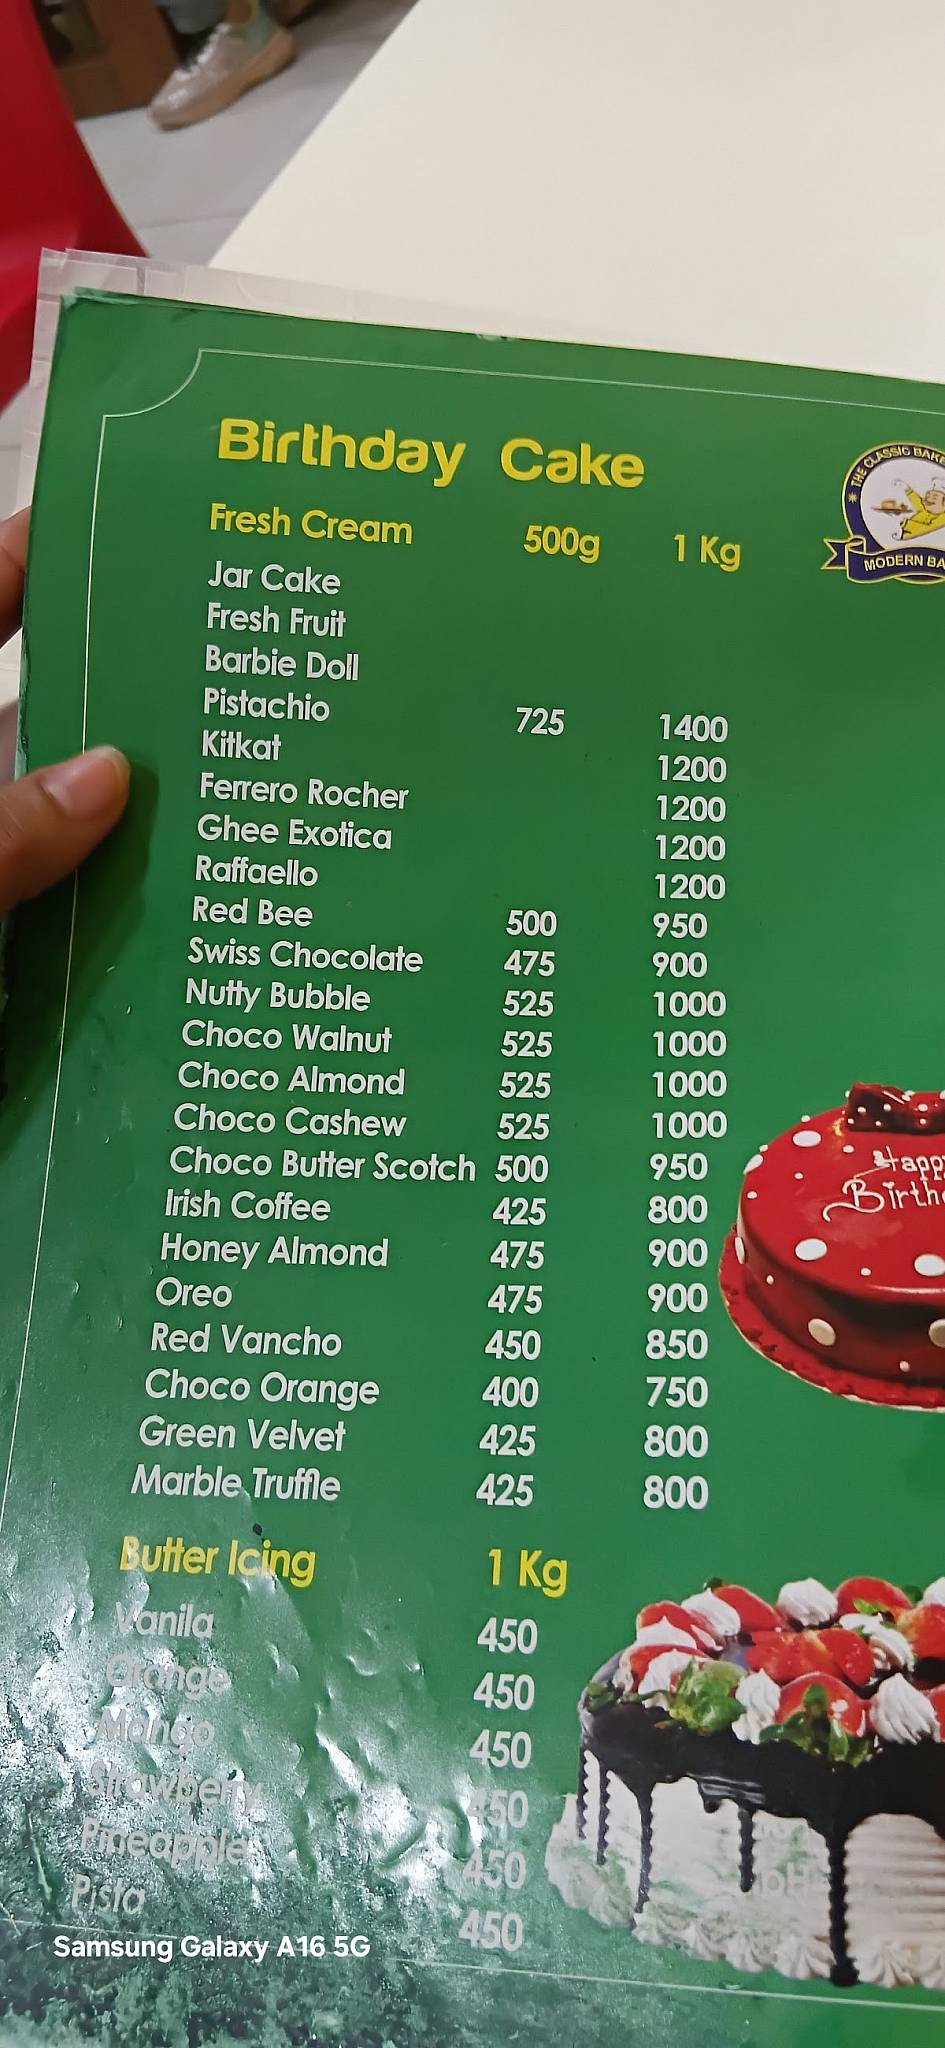 Birthday Cake
THE CLASSIC BAKE
MODERN BA
Fresh Cream 500g 1 Kg
Jar Cake
Fresh Fruit
Barbie Doll
Pistachio 725 1400
Kitkat 1200
Ferrero Rocher 1200
Ghee Exotica 1200
Raffaello 1200
Red Bee 500 950
Swiss Chocolate 475 900
Nutty Bubble 525 1000
Choco Walnut 525 1000
Choco Almond 525 1000
Choco Cashew 525 1000
Choco Butter Scotch 500 950
Irish Coffee 425 800
Honey Almond 475 900
Oreo 475 900
Red Vancho 450 850
Choco Orange 400 750
Green Velvet 425 800
Marble Truffle 425 800
Happy
Birth
Butter Icing 1 Kg
Vanila 450
Orange 450
Mango 450
Strawberry 450
Pineapple 450
Pista 450
Samsung Galaxy A16 5G